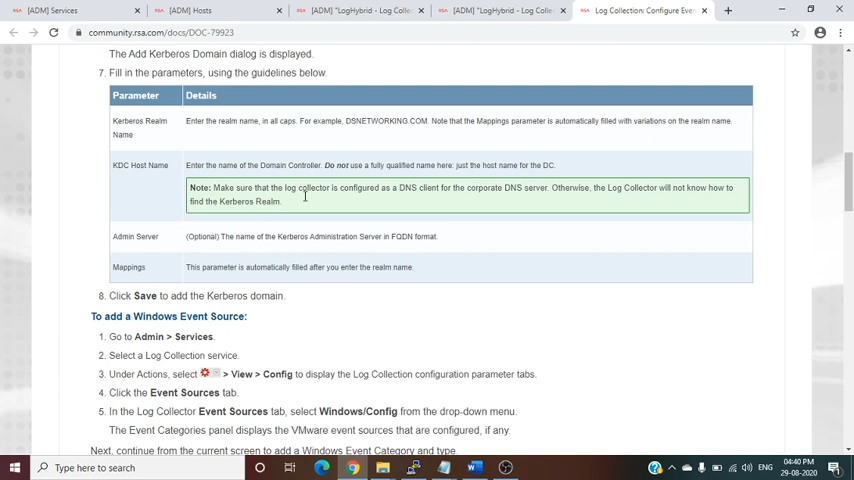 [ADM] Services
[ADM] Hosts
[ADM] "LogHybrid - Log Colle
[ADM] "LogHybrid - Log Colle
Log Collection: Configure Even
community.rsa.com/docs/DOC-79923
The Add Kerberos Domain dialog is displayed.
7. Fill in the parameters, using the guidelines below.
Parameter Details
Kerberos Realm Name
Enter the realm name, in all caps. For example, DSNETWORKING.COM. Note that the Mappings parameter is automatically filled with variations on the realm name.
KDC Host Name
Enter the name of the Domain Controller. Do not use a fully qualified name here: just the host name for the DC.
Note: Make sure that the log collector is configured as a DNS client for the corporate DNS server. Otherwise, the Log Collector will not know how to
find the Kerberos Realm.
Admin Server (Optional) The name of the Kerberos Administration Server in FQDN format.
Mappings This parameter is automatically filled after you enter the realm name.
8. Click Save to add the Kerberos domain.
To add a Windows Event Source:
1. Go to Admin > Services.
2. Select a Log Collection service.
3. Under Actions, select > View > Config to display the Log Collection configuration parameter tabs.
4. Click the Event Sources tab.
5. In the Log Collector Event Sources tab, select Windows/Config from the drop-down menu.
The Event Categories panel displays the VMware event sources that are configured, if any.
Next, continue from the current screen to add a Windows Event Category and type.
Type here to search
ENG
04:40 PM
29-08-2020